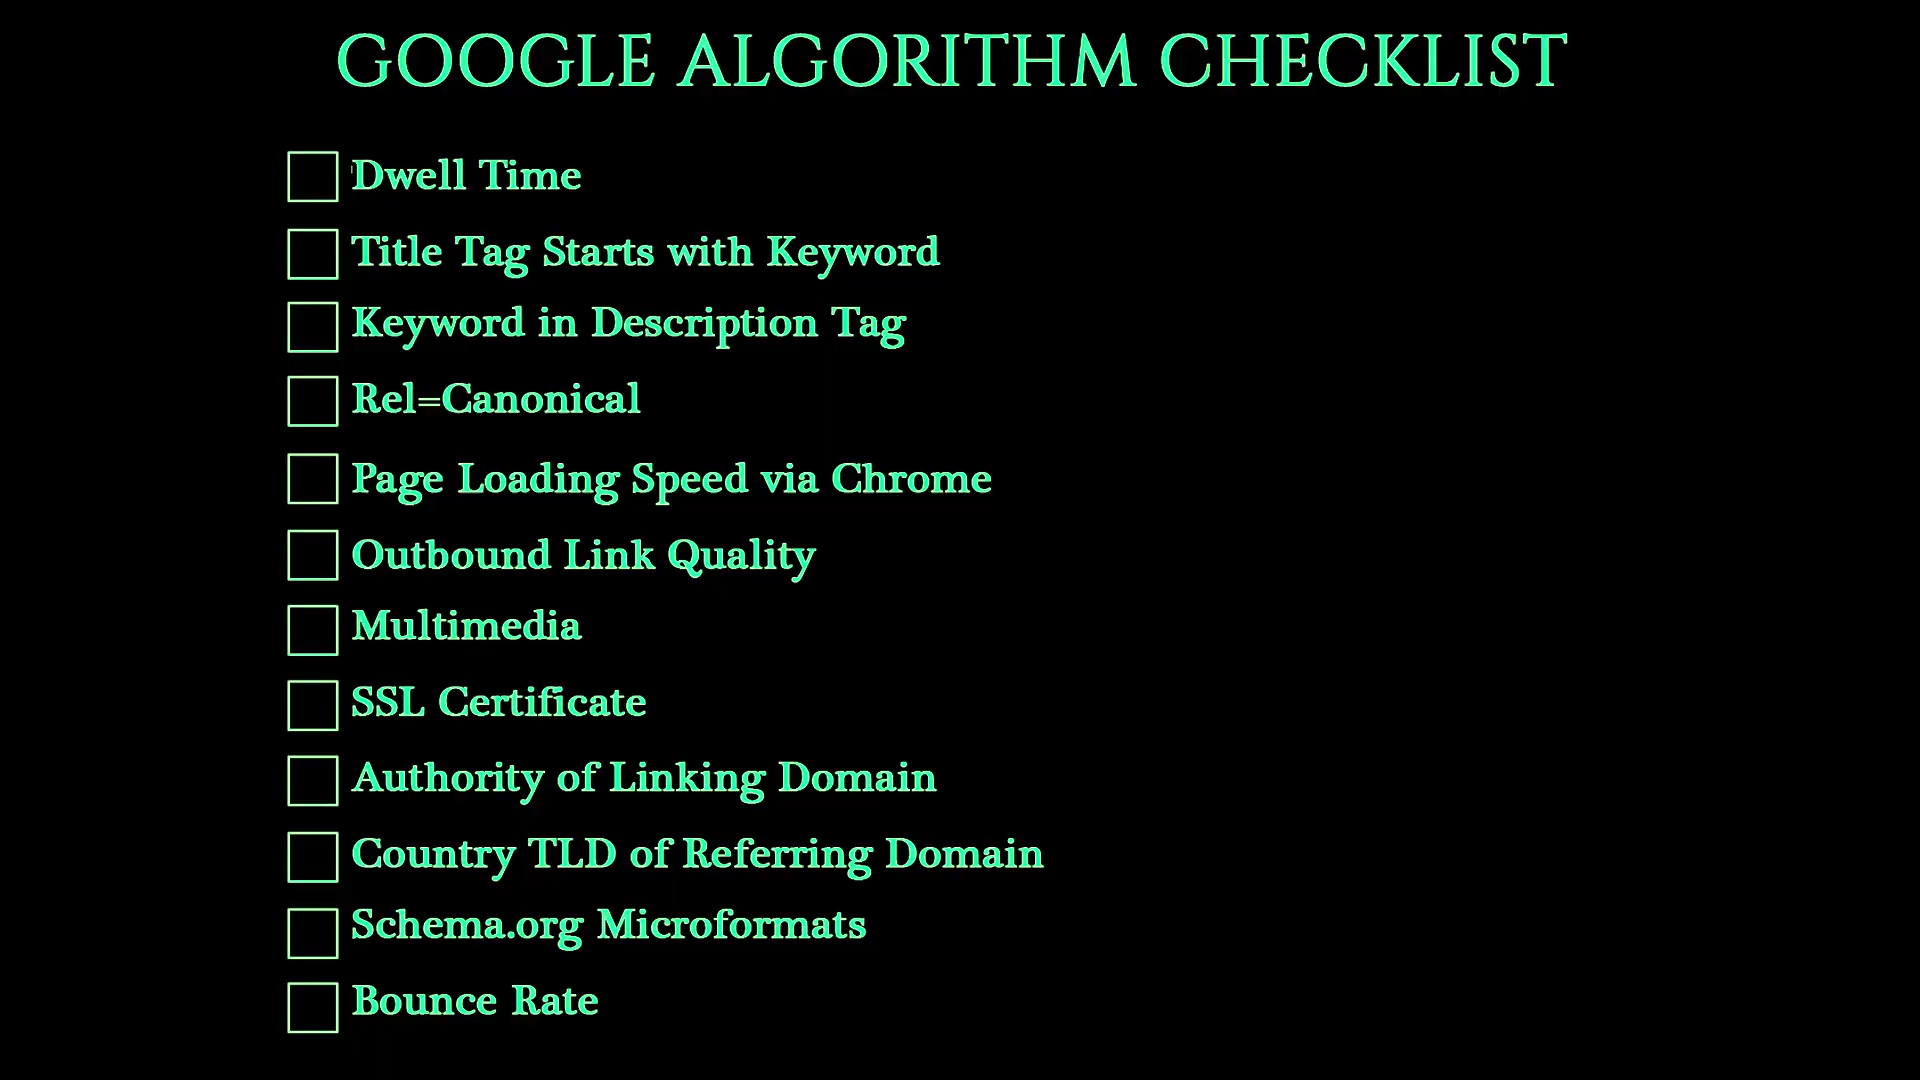 GOOGLE ALGORITHM CHECKLIST
Dwell Time
Title Tag Starts with Keyword
Keyword in Description Tag
Rel=Canonical
Page Loading Speed via Chrome
Outbound Link Quality
Multimedia
SSL Certificate
Authority of Linking Domain
Country TLD of Referring Domain
Schema.org Microformats
Bounce Rate